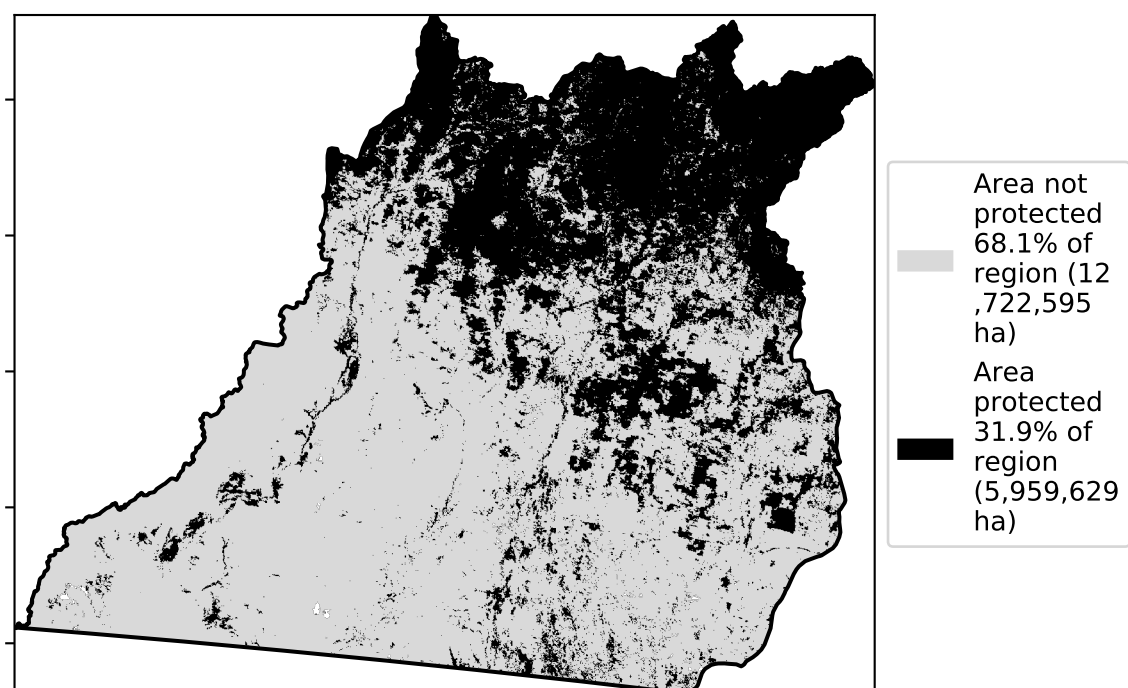 Area not
protected
68.1% of
region (12
,722,595
ha)
Area
protected
31.9% of
region
(5,959,629
ha)